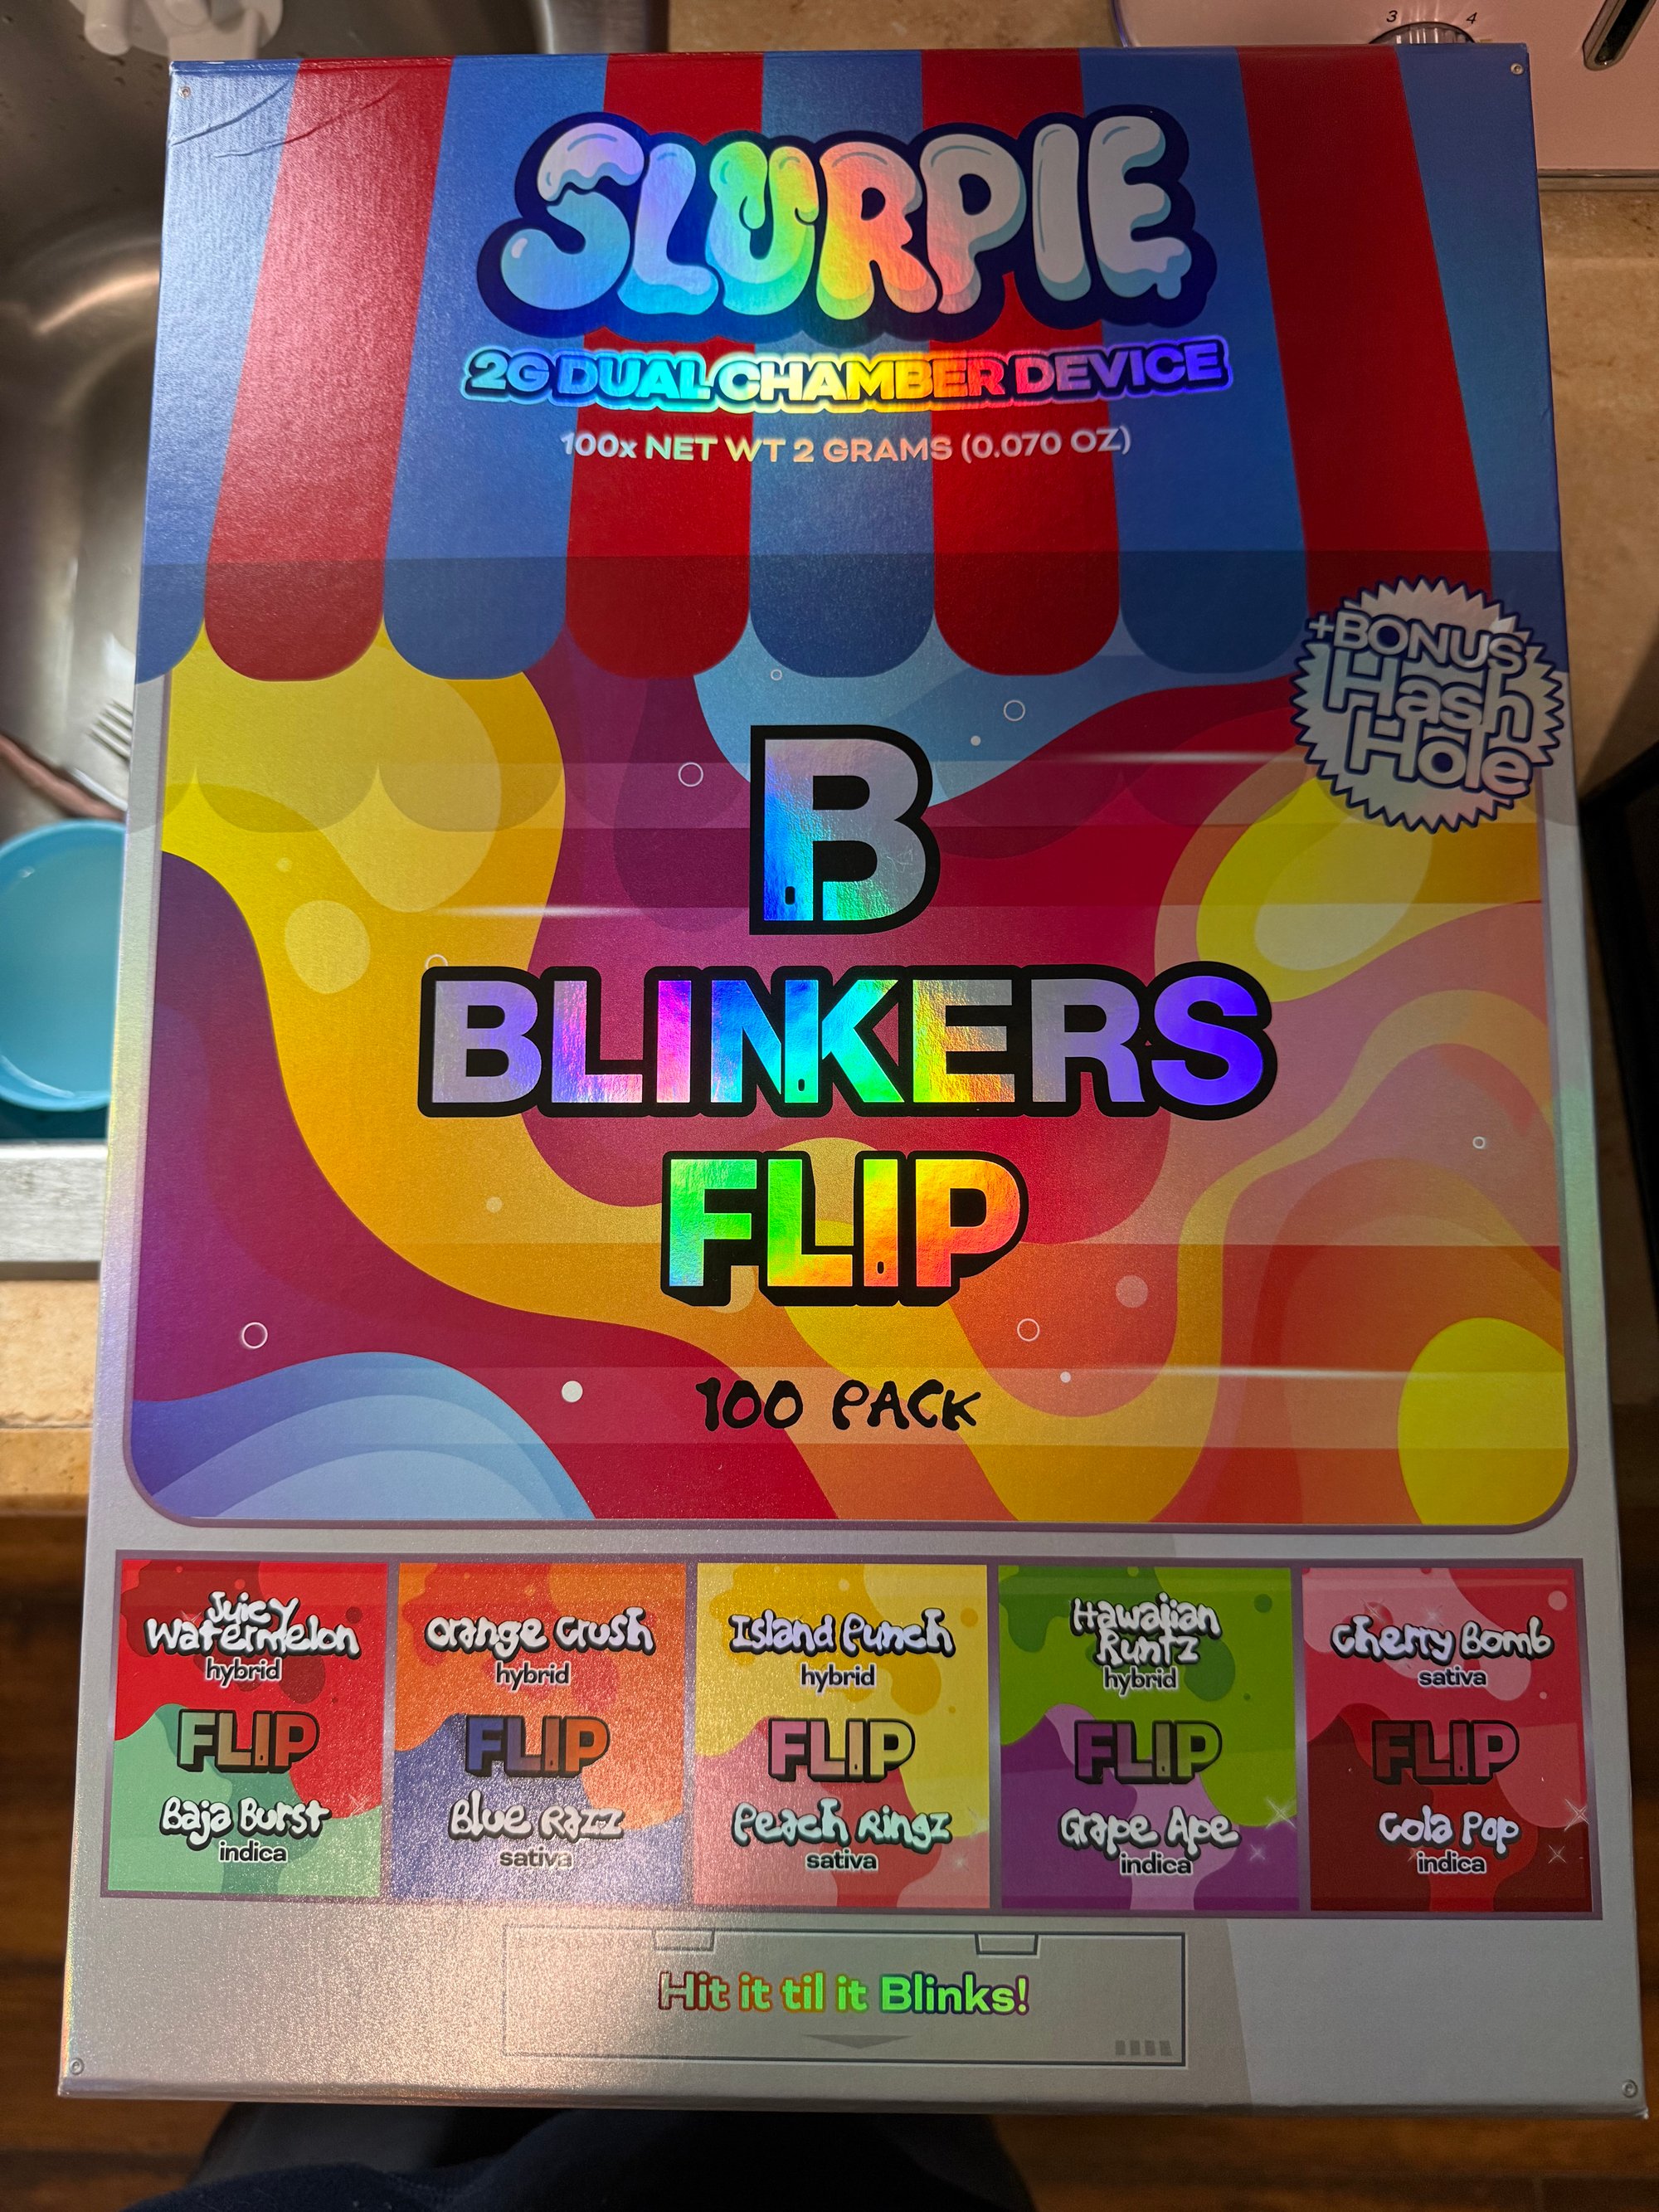 3 4
SLURPIE
2G DUAL CHAMBER DEVICE
100x NET WT 2 GRAMS (0.070 OZ)
+BONUS
Hash
Hole
B
BLINKERS
FLIP
100 PACK
Juicy
Watermelon
hybrid
FLIP
Baja Burst
indica
Orange Crush
hybrid
FLIP
Blue Razz
sativa
Island Punch
hybrid
FLIP
Peach Ringz
sativa
Hawaiian
Runtz
hybrid
FLIP
Grape Ape
indica
Cherry Bomb
sativa
FLIP
Cola Pop
indica
Hit it til it Blinks!